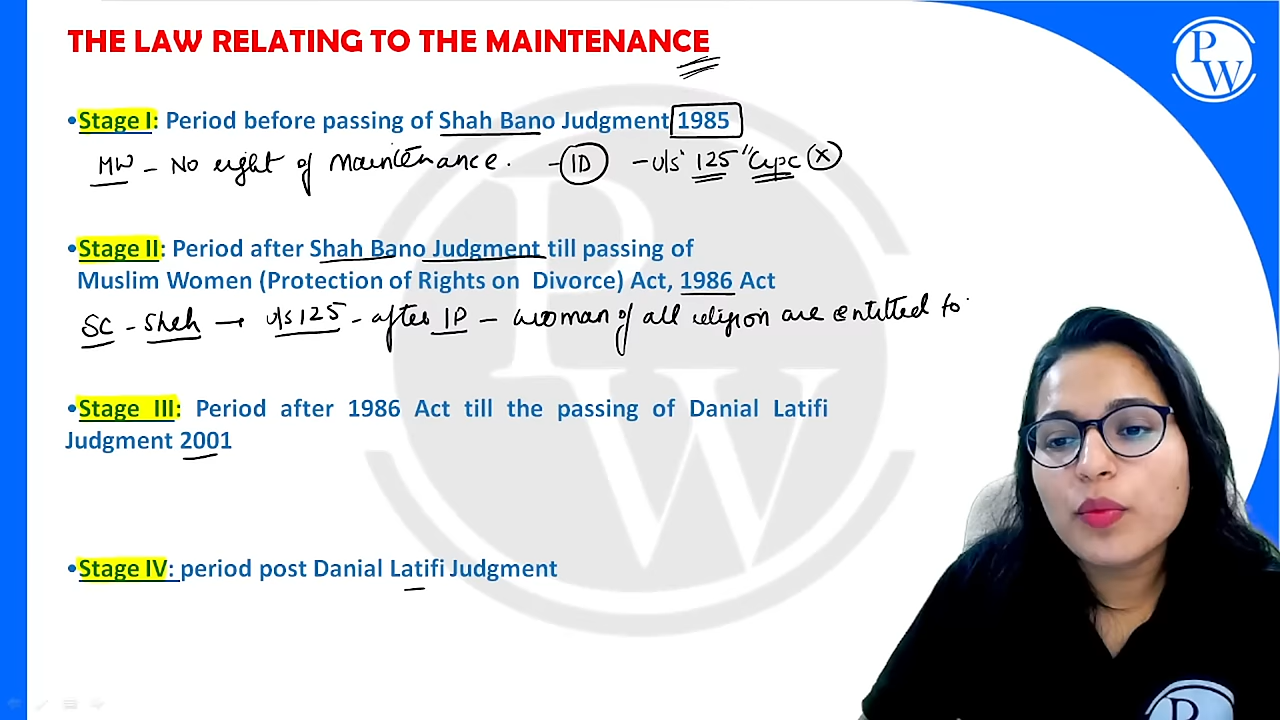 THE LAW RELATING TO THE MAINTENANCE
•Stage I: Period before passing of Shah Bano Judgment 1985
MW - No right of Maintenance. - ID - u/s 125 "CrPC X
•Stage II: Period after Shah Bano Judgment till passing of
Muslim Women (Protection of Rights on Divorce) Act, 1986 Act
SC - Shah → u/s 125 - after ID - woman of all religion are entitled to
•Stage III: Period after 1986 Act till the passing of Danial Latifi
Judgment 2001
•Stage IV: period post Danial Latifi Judgment
PW
PW
PW